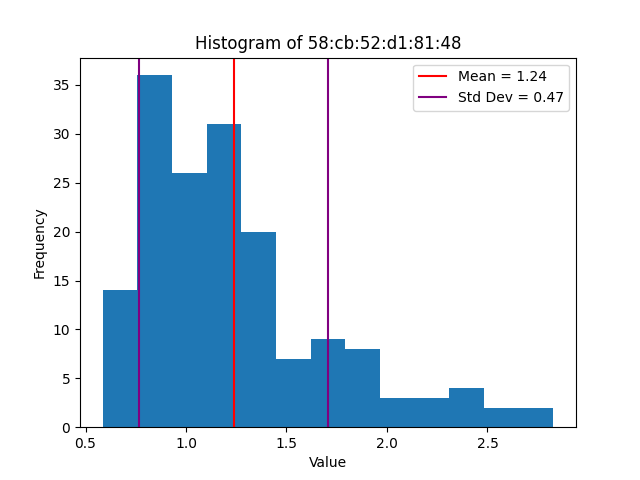 Histogram of 58:cb:52:d1:81:48
Mean = 1.24
Std Dev = 0.47
Frequency
35
30
25
20
15
10
5
0
0.5 1.0 1.5 2.0 2.5
Value